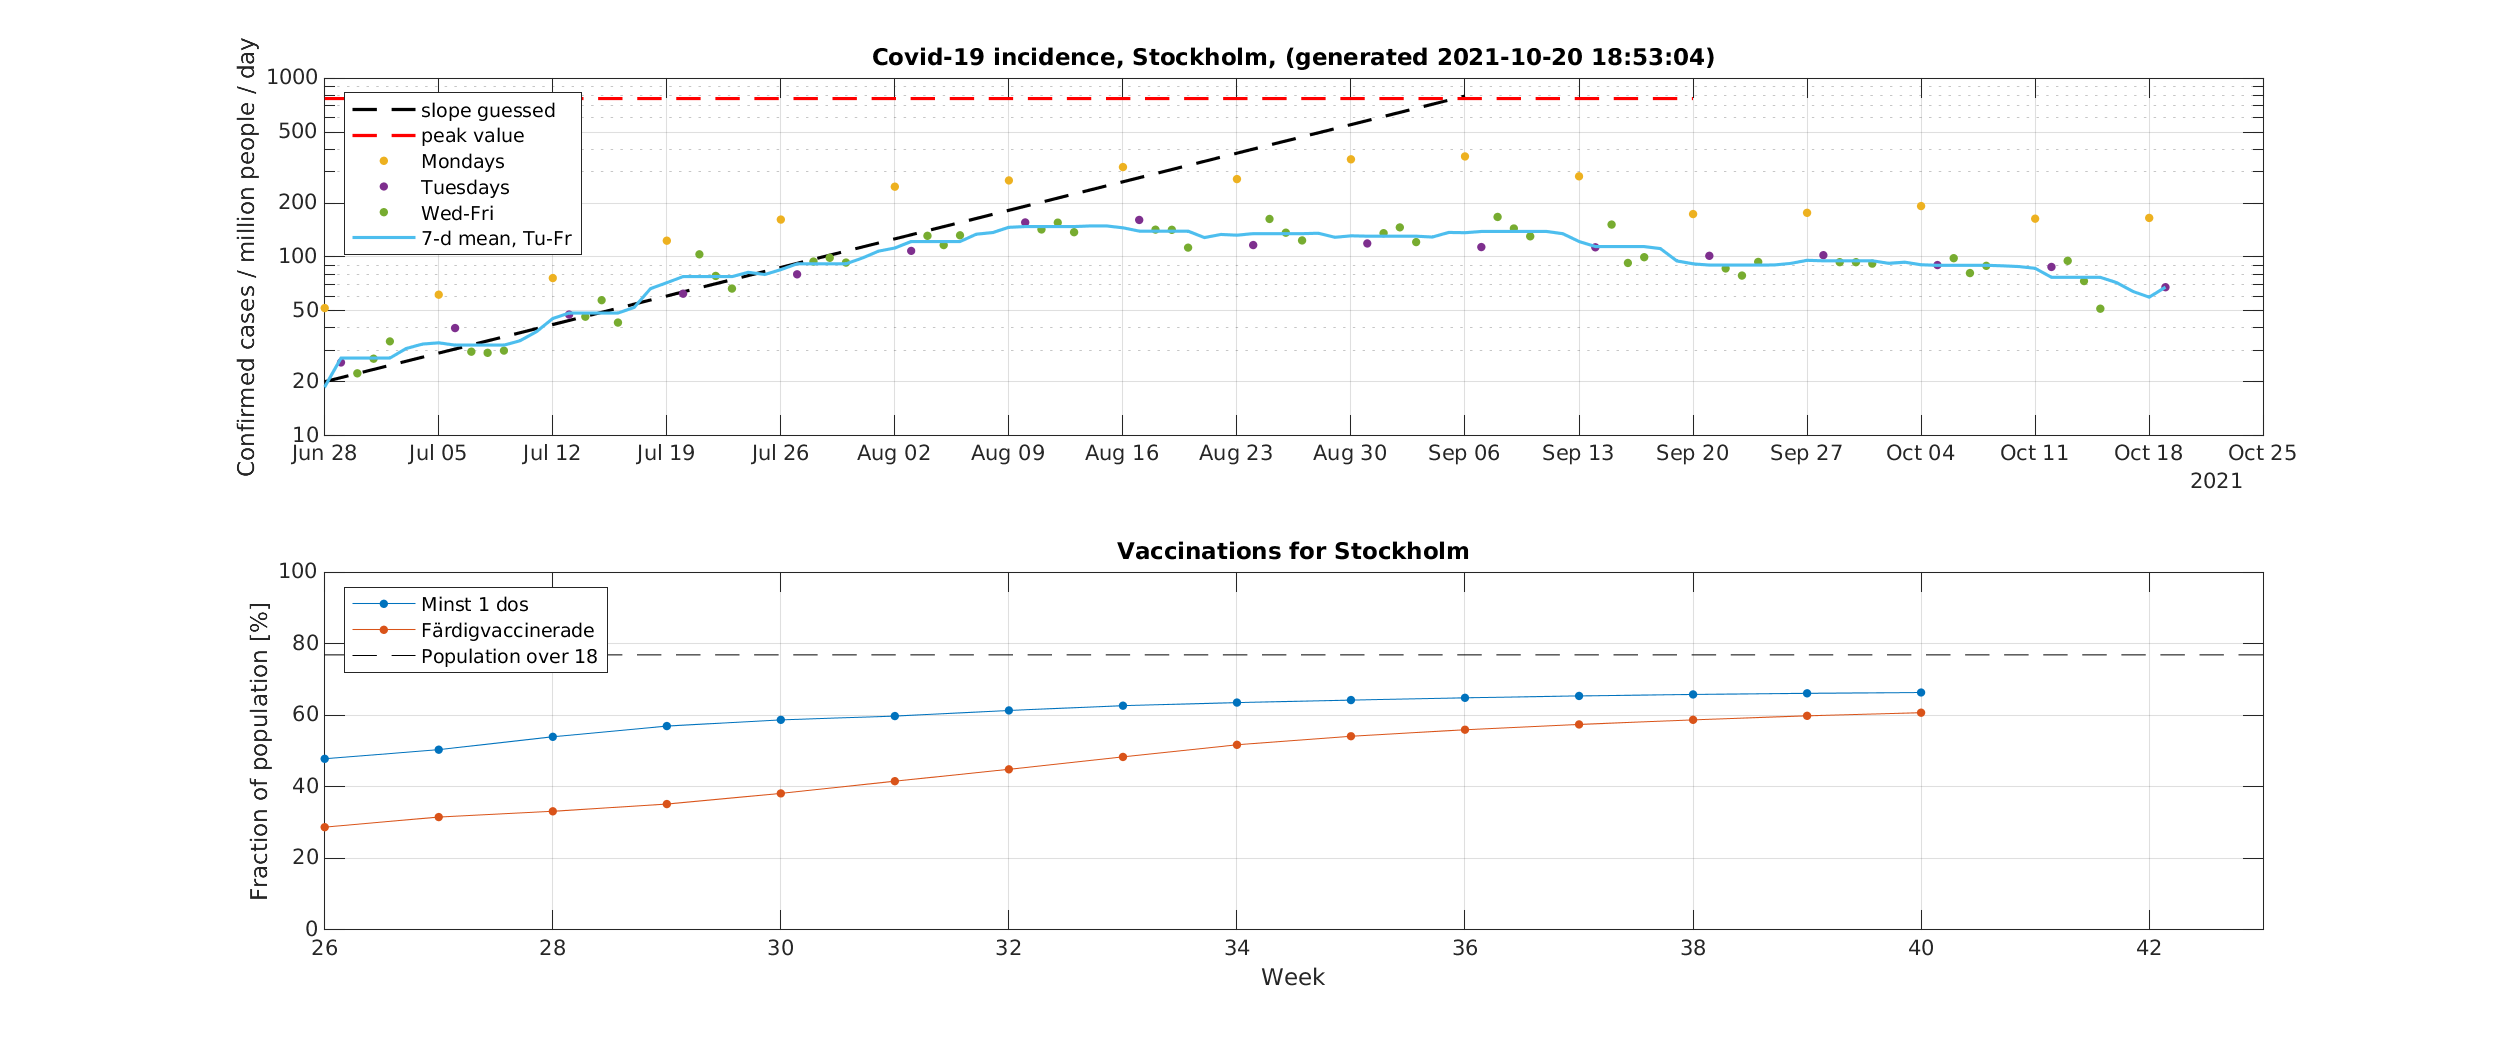 Covid-19 incidence, Stockholm, (generated 2021-10-20 18:53:04)
Confirmed cases / million people / day
1000
500
200
100
50
20
10
slope guessed
peak value
Mondays
Tuesdays
Wed-Fri
7-d mean, Tu-Fr
Jun 28 Jul 05 Jul 12 Jul 19 Jul 26 Aug 02 Aug 09 Aug 16 Aug 23 Aug 30 Sep 06 Sep 13 Sep 20 Sep 27 Oct 04 Oct 11 Oct 18 Oct 25
2021
Vaccinations for Stockholm
Fraction of population [%]
100
80
60
40
20
0
Minst 1 dos
Färdigvaccinerade
Population over 18
26 28 30 32 34 36 38 40 42
Week